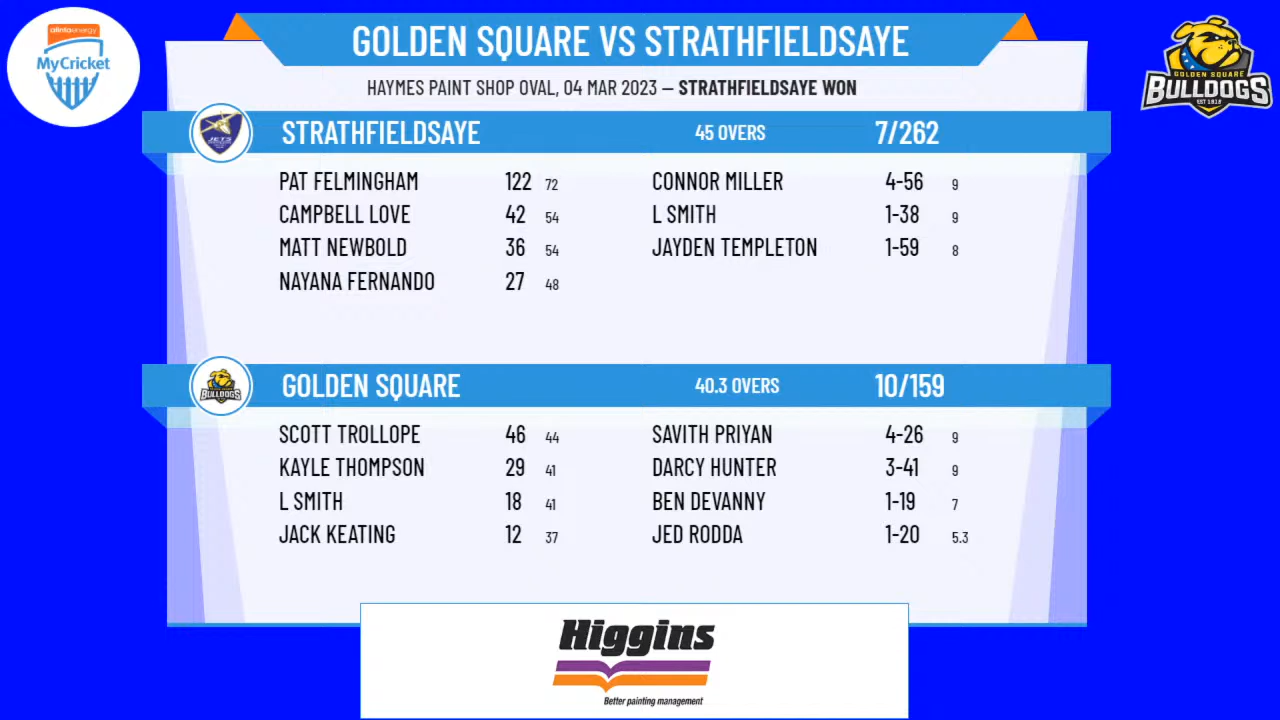 alintaenergy
MyCricket
GOLDEN SQUARE VS STRATHFIELDSAYE
HAYMES PAINT SHOP OVAL, 04 MAR 2023 – STRATHFIELDSAYE WON
GOLDEN SQUARE
BULLDOGS
JETS
STRATHFIELDSAYE 45 OVERS 7/262
PAT FELMINGHAM 122 72 CONNOR MILLER 4-56 9
CAMPBELL LOVE 42 54 L SMITH 1-38 9
MATT NEWBOLD 36 54 JAYDEN TEMPLETON 1-59 8
NAYANA FERNANDO 27 48
BULLDOGS
GOLDEN SQUARE 40.3 OVERS 10/159
SCOTT TROLLOPE 46 44 SAVITH PRIYAN 4-26 9
KAYLE THOMPSON 29 41 DARCY HUNTER 3-41 9
L SMITH 18 41 BEN DEVANNY 1-19 7
JACK KEATING 12 37 JED RODDA 1-20 5.3
Higgins
Better painting management